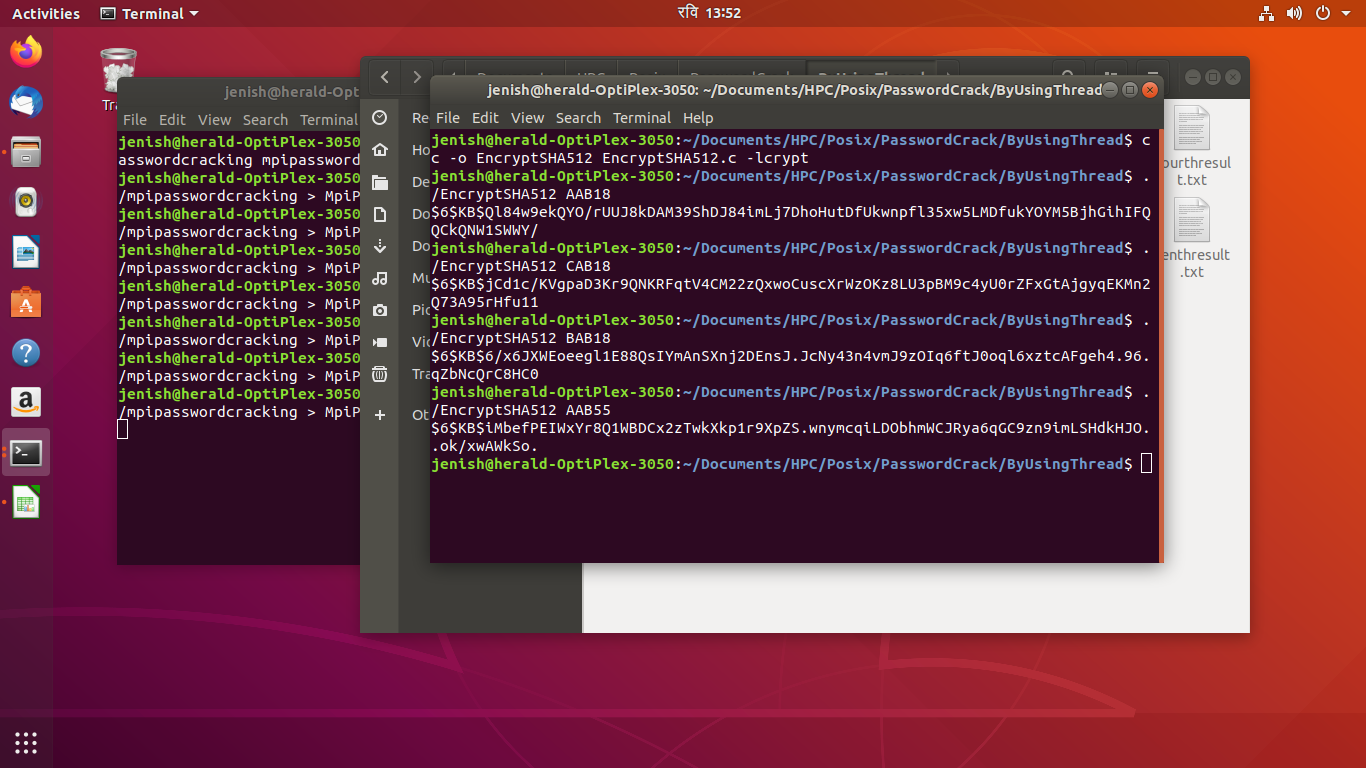 Activities
Terminal
रवि 13:52
jenish@herald-Opt
File Edit View Search Terminal
jenish@herald-OptiPlex-3050
asswordcracking mpipassword
jenish@herald-OptiPlex-3050
/mpipasswordcracking > MpiP
jenish@herald-OptiPlex-3050
/mpipasswordcracking > MpiP
jenish@herald-OptiPlex-3050
/mpipasswordcracking > MpiP
jenish@herald-OptiPlex-3050
/mpipasswordcracking > MpiP
jenish@herald-OptiPlex-3050
/mpipasswordcracking > MpiP
jenish@herald-OptiPlex-3050
/mpipasswordcracking > MpiP
jenish@herald-OptiPlex-3050
/mpipasswordcracking > MpiP
Re
Ho
De
Do
Do
Mu
Pic
Vic
Tra
Ot
jenish@herald-OptiPlex-3050: ~/Documents/HPC/Posix/PasswordCrack/ByUsingThread
File Edit View Search Terminal Help
jenish@herald-OptiPlex-3050:~/Documents/HPC/Posix/PasswordCrack/ByUsingThread$ c
c -o EncryptSHA512 EncryptSHA512.c -lcrypt
jenish@herald-OptiPlex-3050:~/Documents/HPC/Posix/PasswordCrack/ByUsingThread$ .
/EncryptSHA512 AAB18
$6$KB$Ql84w9ekQYO/rUUJ8kDAM39ShDJ84imLj7DhoHutDfUkwnpfl35xw5LMDfukYOYM5BjhGihIFQ
QCkQNW1SWWY/
jenish@herald-OptiPlex-3050:~/Documents/HPC/Posix/PasswordCrack/ByUsingThread$ .
/EncryptSHA512 CAB18
$6$KB$jCd1c/KVgpaD3Kr9QNKRFqtV4CM22zQxwoCuscXrWzOKz8LU3pBM9c4yU0rZFxGtAjgyqEKMn2
Q73A95rHfu11
jenish@herald-OptiPlex-3050:~/Documents/HPC/Posix/PasswordCrack/ByUsingThread$ .
/EncryptSHA512 BAB18
$6$KB$6/x6JXWEoeegl1E88QsIYmAnSXnj2DEnsJ.JcNy43n4vmJ9zOIq6ftJ0oql6xztcAFgeh4.96.
qZbNcQrC8HC0
jenish@herald-OptiPlex-3050:~/Documents/HPC/Posix/PasswordCrack/ByUsingThread$ .
/EncryptSHA512 AAB55
$6$KB$iMbefPEIWxYr8Q1WBDCx2zTwkXkp1r9XpZS.wnymcqiLDObhmWCJRya6qGC9zn9imLSHdkHJO.
.ok/xwAWkSo.
jenish@herald-OptiPlex-3050:~/Documents/HPC/Posix/PasswordCrack/ByUsingThread$
ourthresul
t.txt
enthresult
.txt